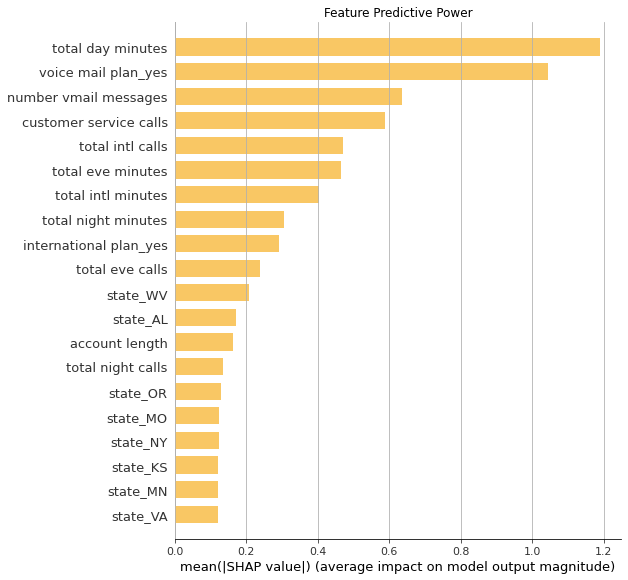 Feature Predictive Power
total day minutes
voice mail plan_yes
number vmail messages
customer service calls
total intl calls
total eve minutes
total intl minutes
total night minutes
international plan_yes
total eve calls
state_WV
state_AL
account length
total night calls
state_OR
state_MO
state_NY
state_KS
state_MN
state_VA
0.0 0.2 0.4 0.6 0.8 1.0 1.2
mean(|SHAP value|) (average impact on model output magnitude)